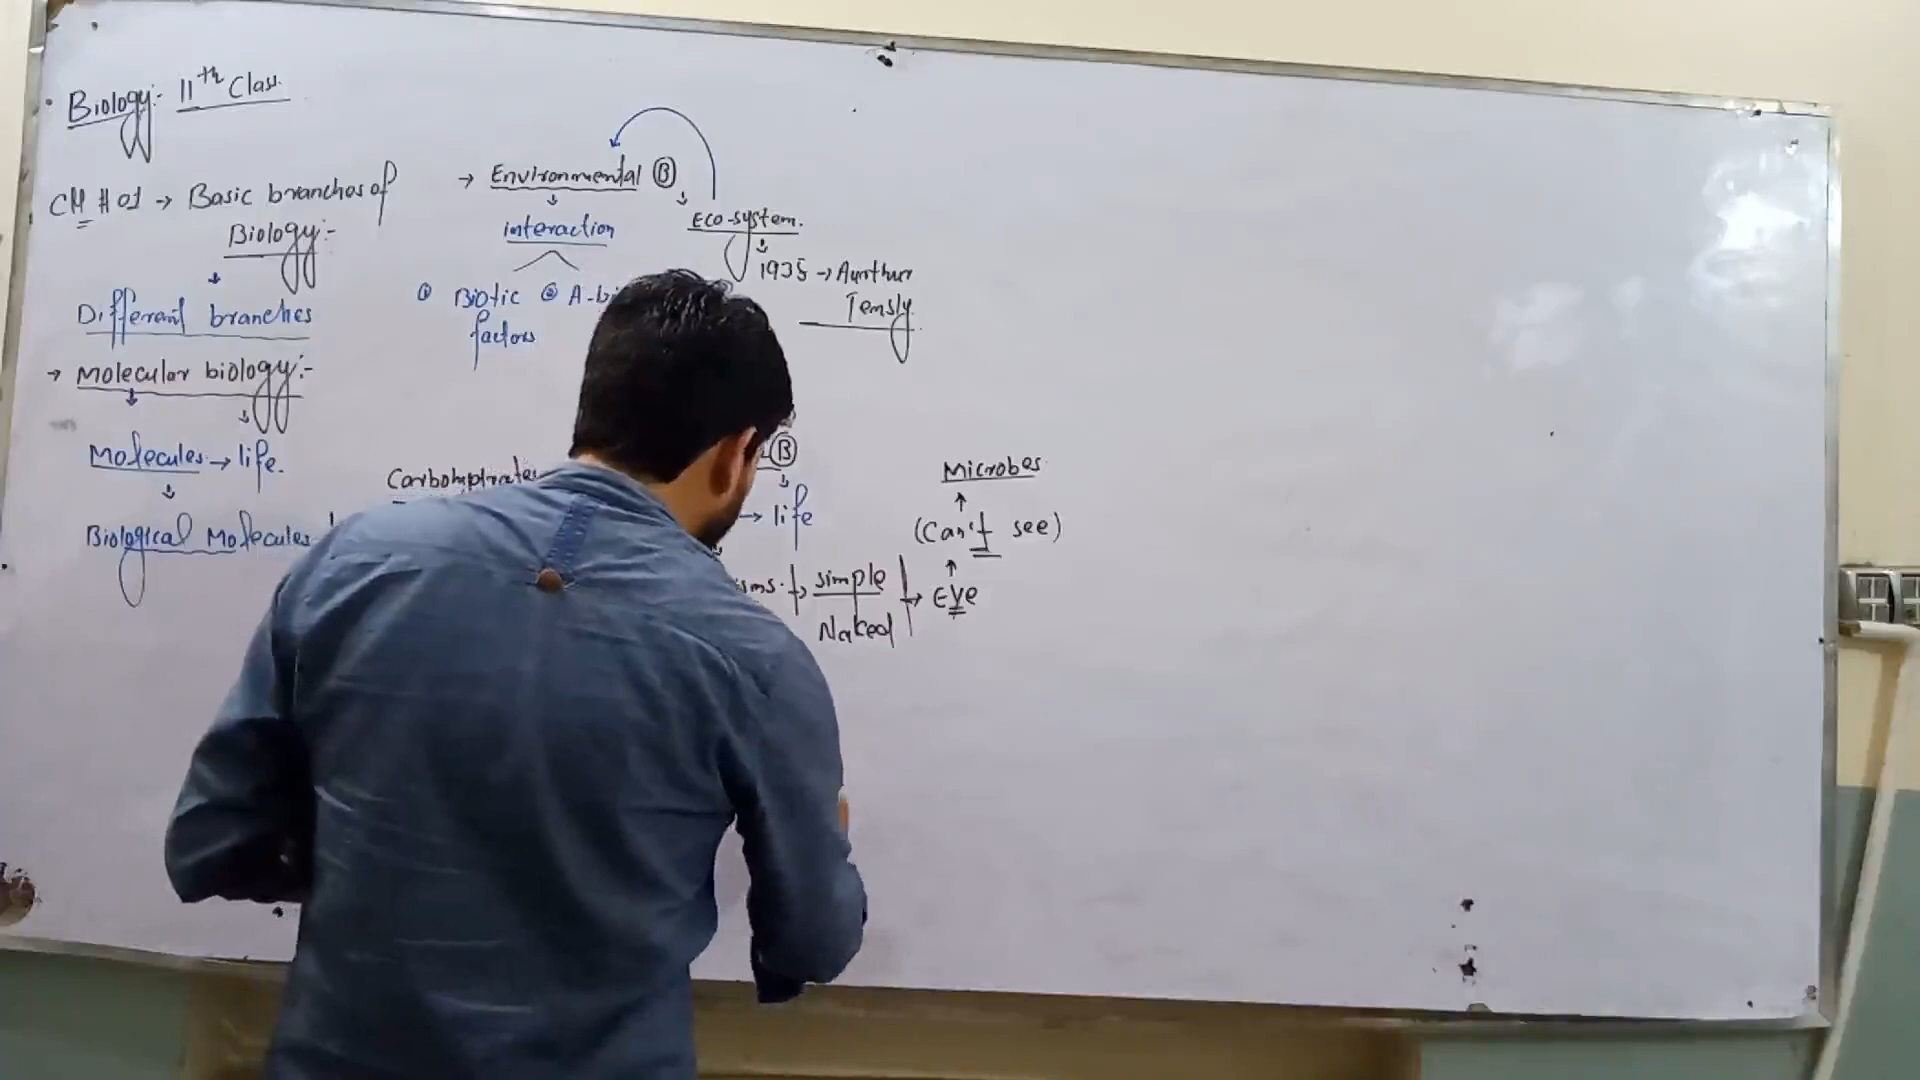 Biology:- 11th Class.
CH # 01 → Basic branches of
Biology:-
↓
Different branches
→ Molecular biology:-
↓ ↓
Molecules → life.
↓
Biological Molecules
Carbohydrates
→ Environmental Ⓑ
↓ ↓
interaction
Eco-system.
↓
1935 → Aurthur
Tensly.
① Biotic ② A-bi
factors
Ⓑ
↓
→ life
isms. → simple → Eye
Naked
↑
(Can't see)
↑
Microbes